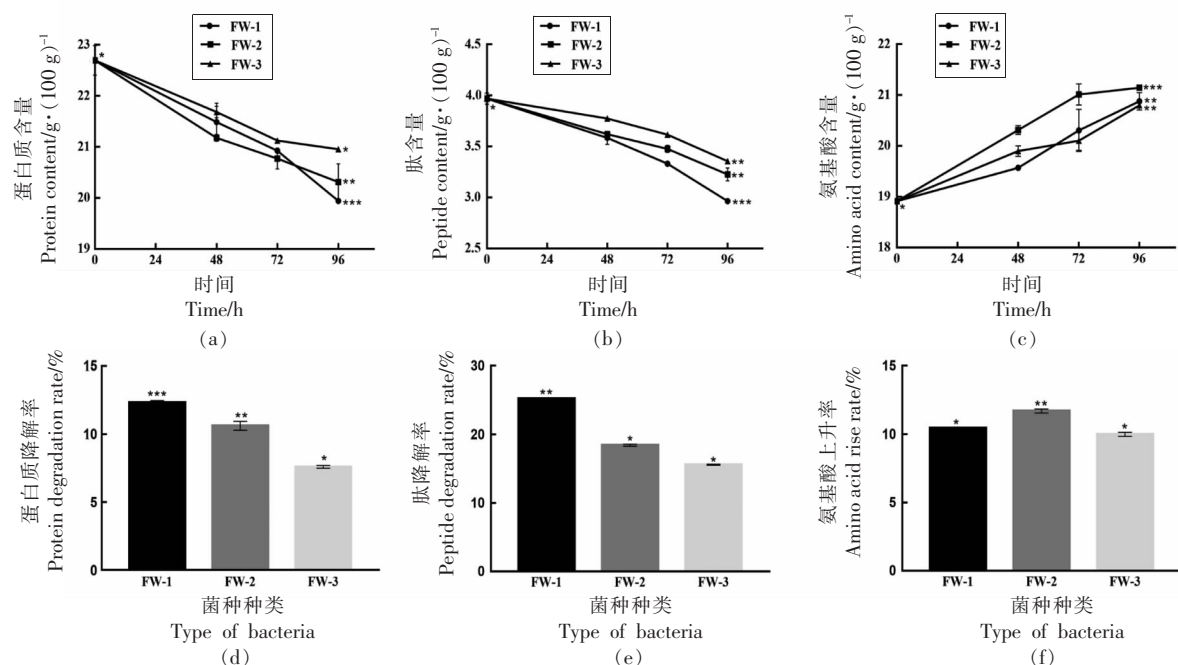 FW-1
FW-2
FW-3
蛋白质含量
Protein content/g·(100 g)⁻¹
23
22
21
20
19
*
*
**
***
0 24 48 72 96
时间
Time/h
(a)
FW-1
FW-2
FW-3
肽含量
Peptide content/g·(100 g)⁻¹
4.5
4.0
3.5
3.0
2.5
*
**
**
***
0 24 48 72 96
时间
Time/h
(b)
FW-1
FW-2
FW-3
氨基酸含量
Amino acid content/g·(100 g)⁻¹
22
21
20
19
18
*
***
**
**
0 24 48 72 96
时间
Time/h
(c)
蛋白质降解率
Protein degradation rate/%
15
10
5
0
*** ** *
FW-1 FW-2 FW-3
菌种种类
Type of bacteria
(d)
肽降解率
Peptide degradation rate/%
30
20
10
0
** * *
FW-1 FW-2 FW-3
菌种种类
Type of bacteria
(e)
氨基酸上升率
Amino acid rise rate/%
15
10
5
0
* ** *
FW-1 FW-2 FW-3
菌种种类
Type of bacteria
(f)